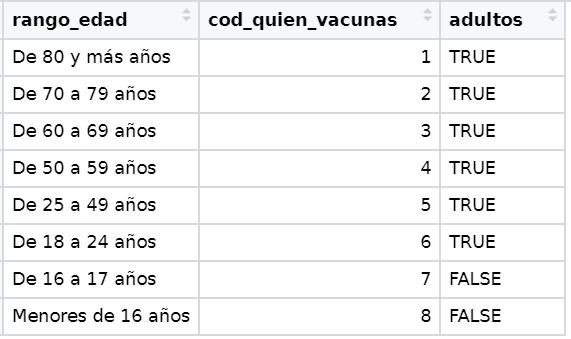 rango_edad cod_quien_vacunas adultos
De 80 y más años 1 TRUE
De 70 a 79 años 2 TRUE
De 60 a 69 años 3 TRUE
De 50 a 59 años 4 TRUE
De 25 a 49 años 5 TRUE
De 18 a 24 años 6 TRUE
De 16 a 17 años 7 FALSE
Menores de 16 años 8 FALSE